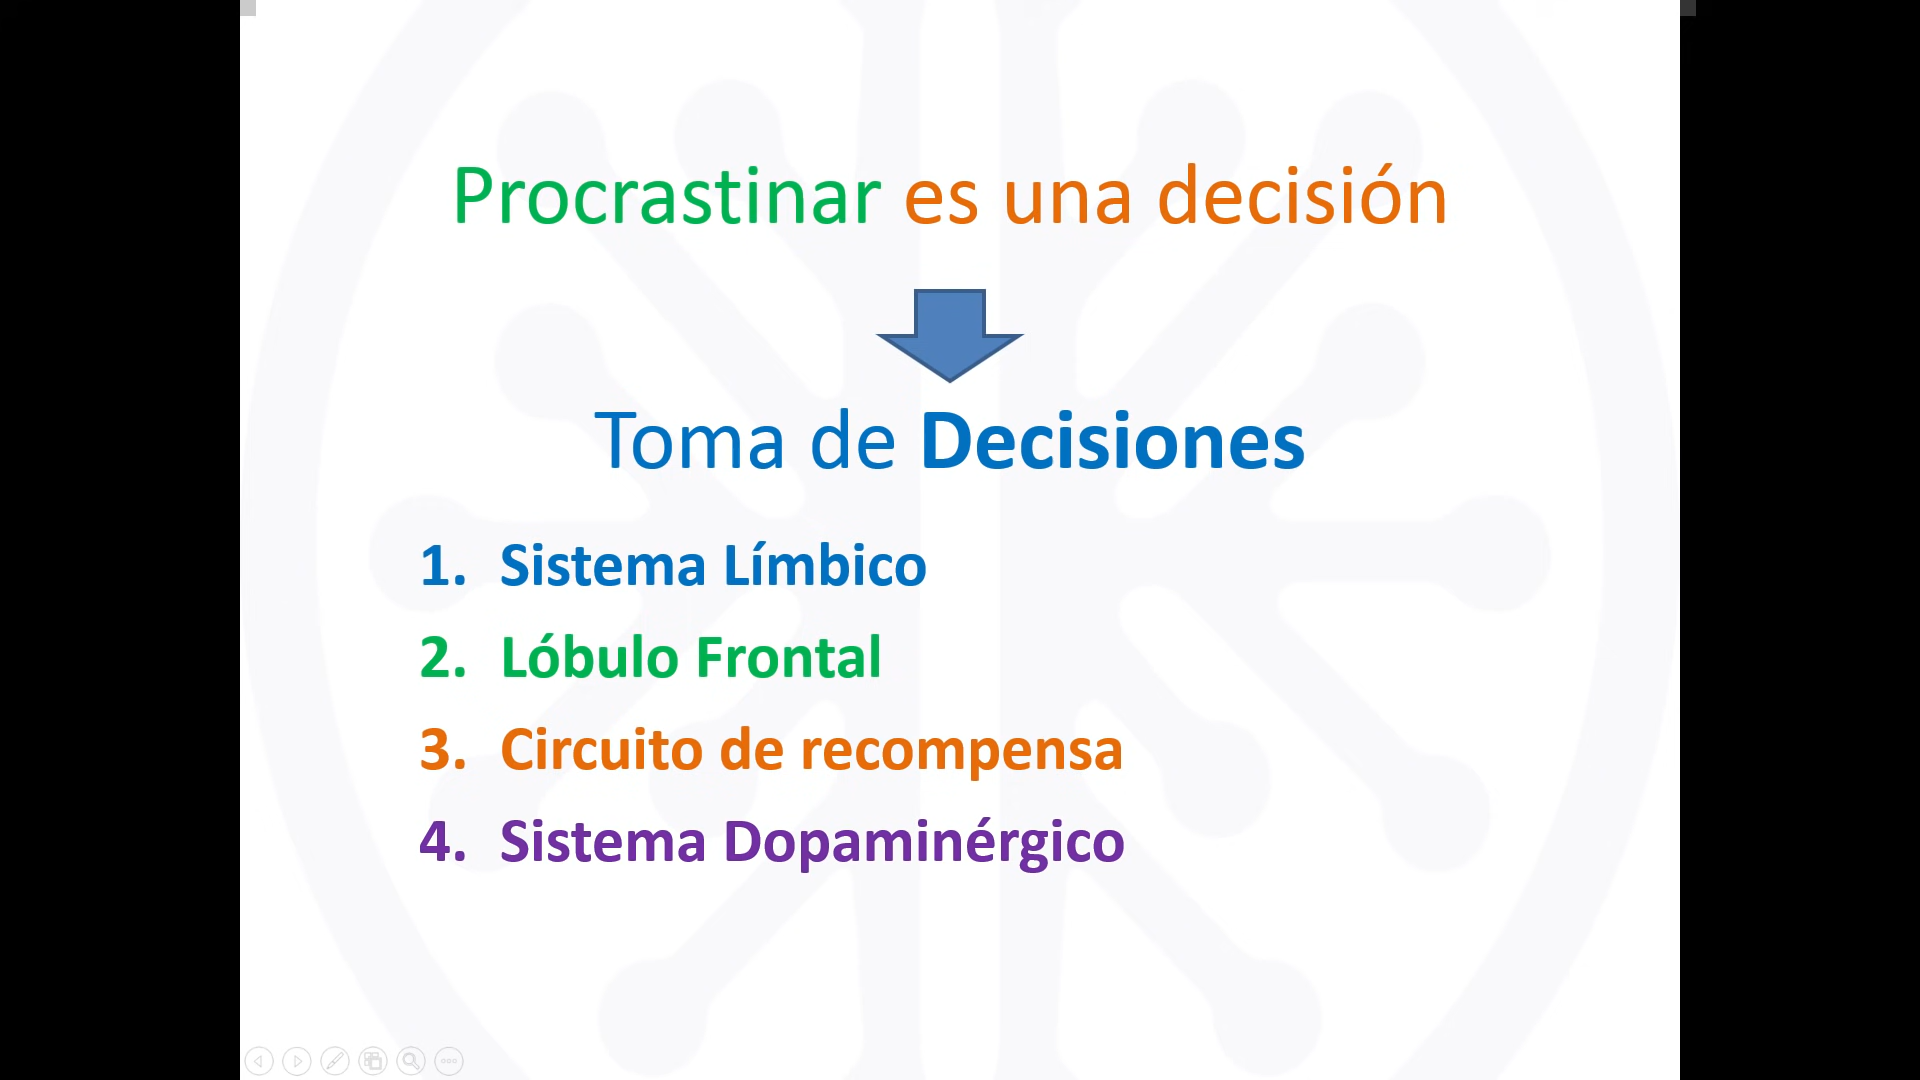 Procrastinar es una decisión
Toma de Decisiones
1. Sistema Límbico
2. Lóbulo Frontal
3. Circuito de recompensa
4. Sistema Dopaminérgico